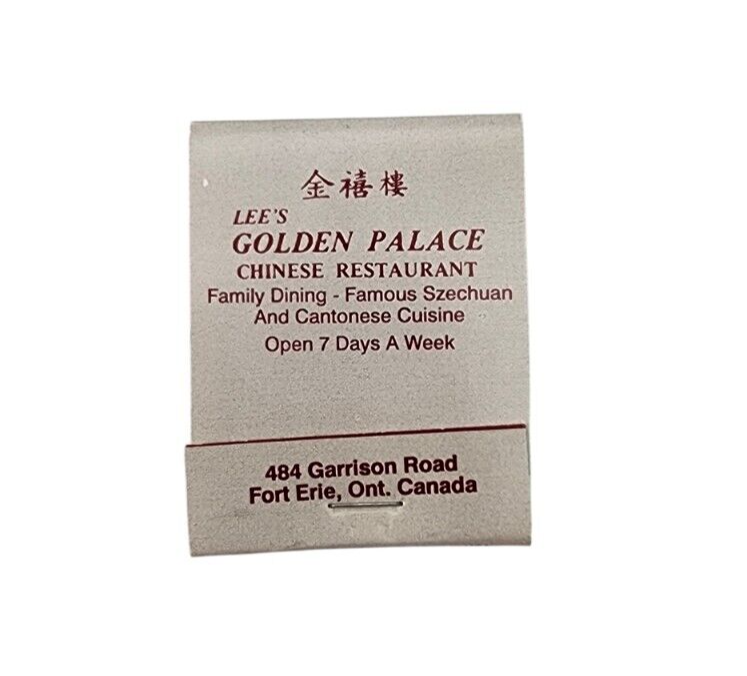 金禧樓
LEE'S
GOLDEN PALACE
CHINESE RESTAURANT
Family Dining - Famous Szechuan
And Cantonese Cuisine
Open 7 Days A Week
484 Garrison Road
Fort Erie, Ont. Canada